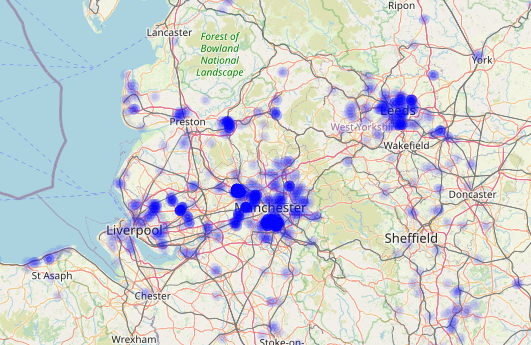 Ripon
Lancaster
Forest of
Bowland
National
Landscape
York
Preston
Leeds
West Yorkshire
Wakefield
Doncaster
Manchester
Liverpool
Sheffield
St Asaph
Chester
Wrexham
Stoke-on-